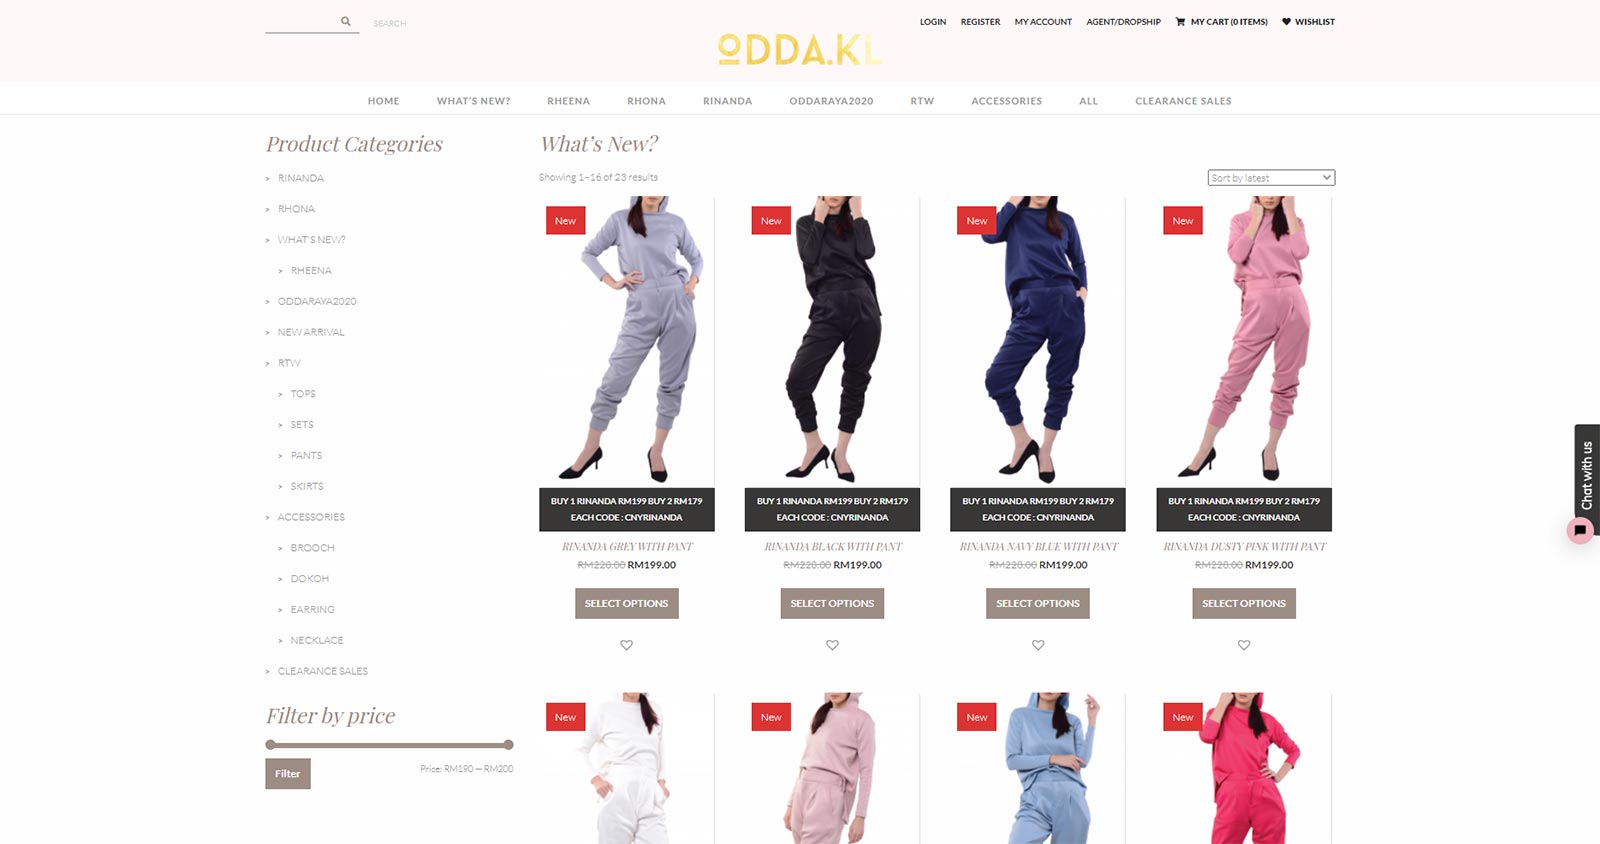 SEARCH
LOGIN REGISTER MY ACCOUNT AGENT/DROPSHIP MY CART (0 ITEMS) WISHLIST
ODDA.KL
HOME WHAT'S NEW? RHEENA RHONA RINANDA ODDARAYA2020 RTW ACCESSORIES ALL CLEARANCE SALES
Product Categories
> RINANDA
> RHONA
> WHAT'S NEW?
> RHEENA
> ODDARAYA2020
> NEW ARRIVAL
> RTW
> TOPS
> SETS
> PANTS
> SKIRTS
> ACCESSORIES
> BROOCH
> DOKOH
> EARRING
> NECKLACE
> CLEARANCE SALES
Filter by price
Filter
Price: RM190 — RM200
What's New?
Showing 1–16 of 23 results
Sort by latest
New
BUY 1 RINANDA RM199 BUY 2 RM179
EACH CODE : CNYRINANDA
RINANDA GREY WITH PANT
RM220.00 RM199.00
SELECT OPTIONS
New
BUY 1 RINANDA RM199 BUY 2 RM179
EACH CODE : CNYRINANDA
RINANDA BLACK WITH PANT
RM220.00 RM199.00
SELECT OPTIONS
New
BUY 1 RINANDA RM199 BUY 2 RM179
EACH CODE : CNYRINANDA
RINANDA NAVY BLUE WITH PANT
RM220.00 RM199.00
SELECT OPTIONS
New
BUY 1 RINANDA RM199 BUY 2 RM179
EACH CODE : CNYRINANDA
RINANDA DUSTY PINK WITH PANT
RM220.00 RM199.00
SELECT OPTIONS
New
New
New
New
Chat with us